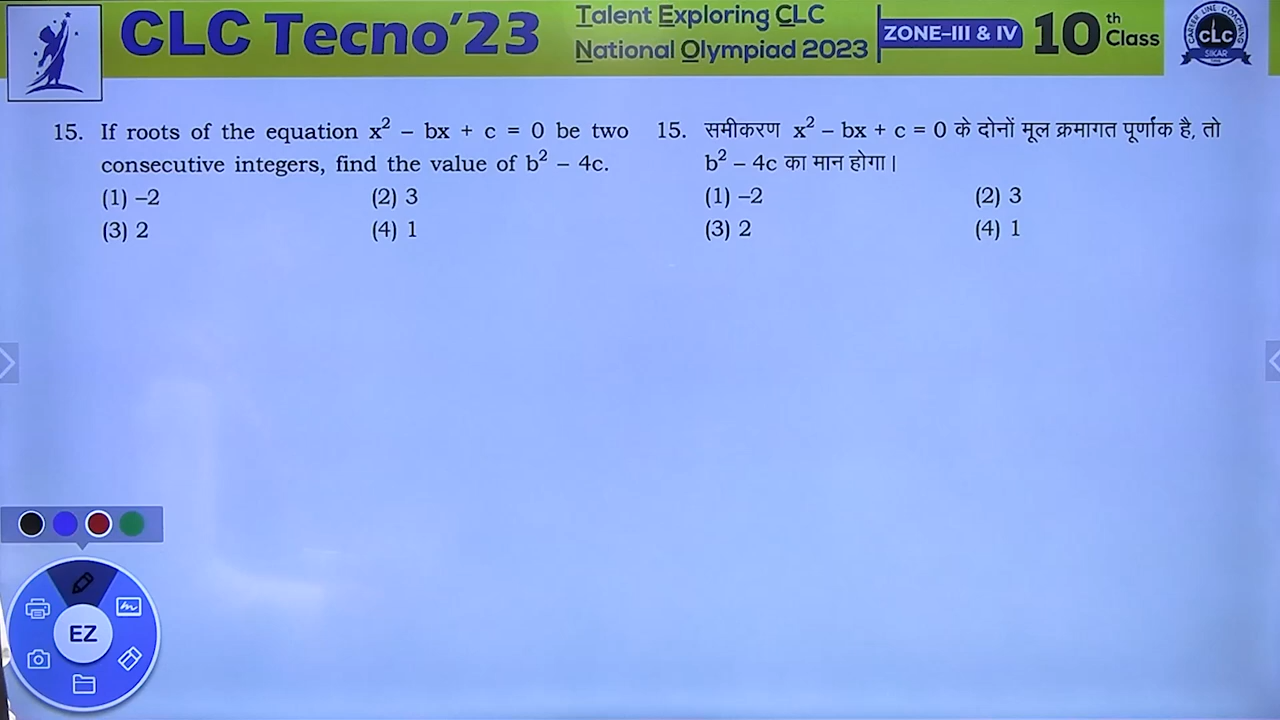 CLC Tecno'23
Talent Exploring CLC
National Olympiad 2023
ZONE–III & IV
10th Class
CAREER LINE COACHING
CLC
SIKAR
15. If roots of the equation x² – bx + c = 0 be two
consecutive integers, find the value of b² – 4c.
(1) –2 (2) 3
(3) 2 (4) 1
15. समीकरण x² – bx + c = 0 के दोनों मूल क्रमागत पूर्णांक है, तो
b² – 4c का मान होगा।
(1) –2 (2) 3
(3) 2 (4) 1
EZ